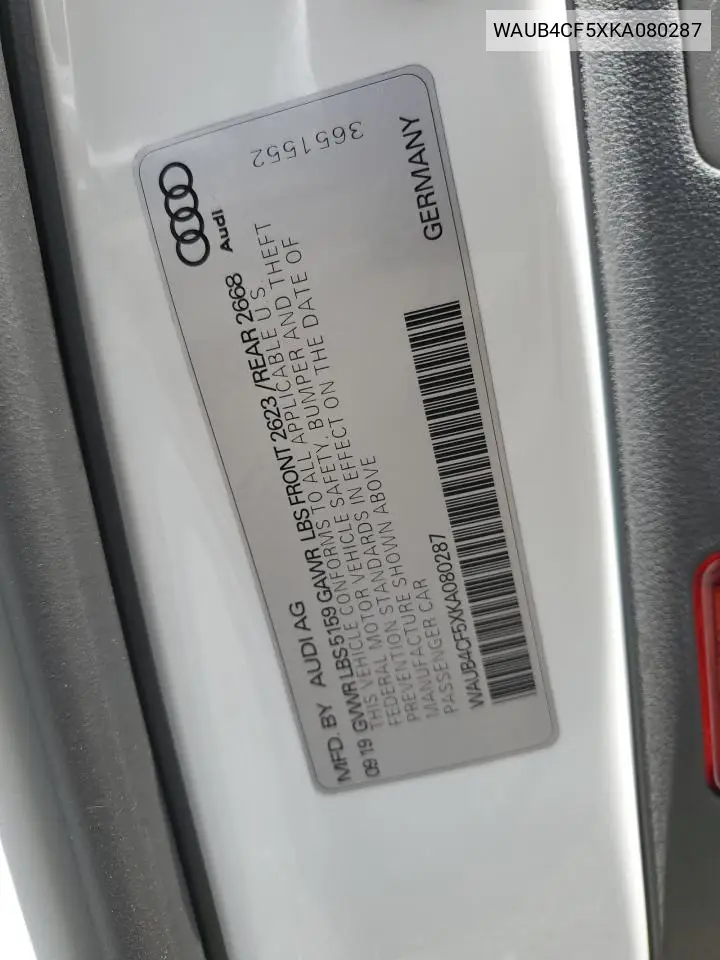 WAUB4CF5XKA080287
3651552
Audi
GERMANY
MFD. BY AUDI AG
09 19 GVWR LBS 5159 GAWR LBS FRONT 2623 /REAR 2668
THIS VEHICLE CONFORMS TO ALL APPLICABLE U.S.
FEDERAL MOTOR VEHICLE SAFETY, BUMPER AND THEFT
PREVENTION STANDARDS IN EFFECT ON THE DATE OF
MANUFACTURE SHOWN ABOVE
PASSENGER CAR
WAUB4CF5XKA080287